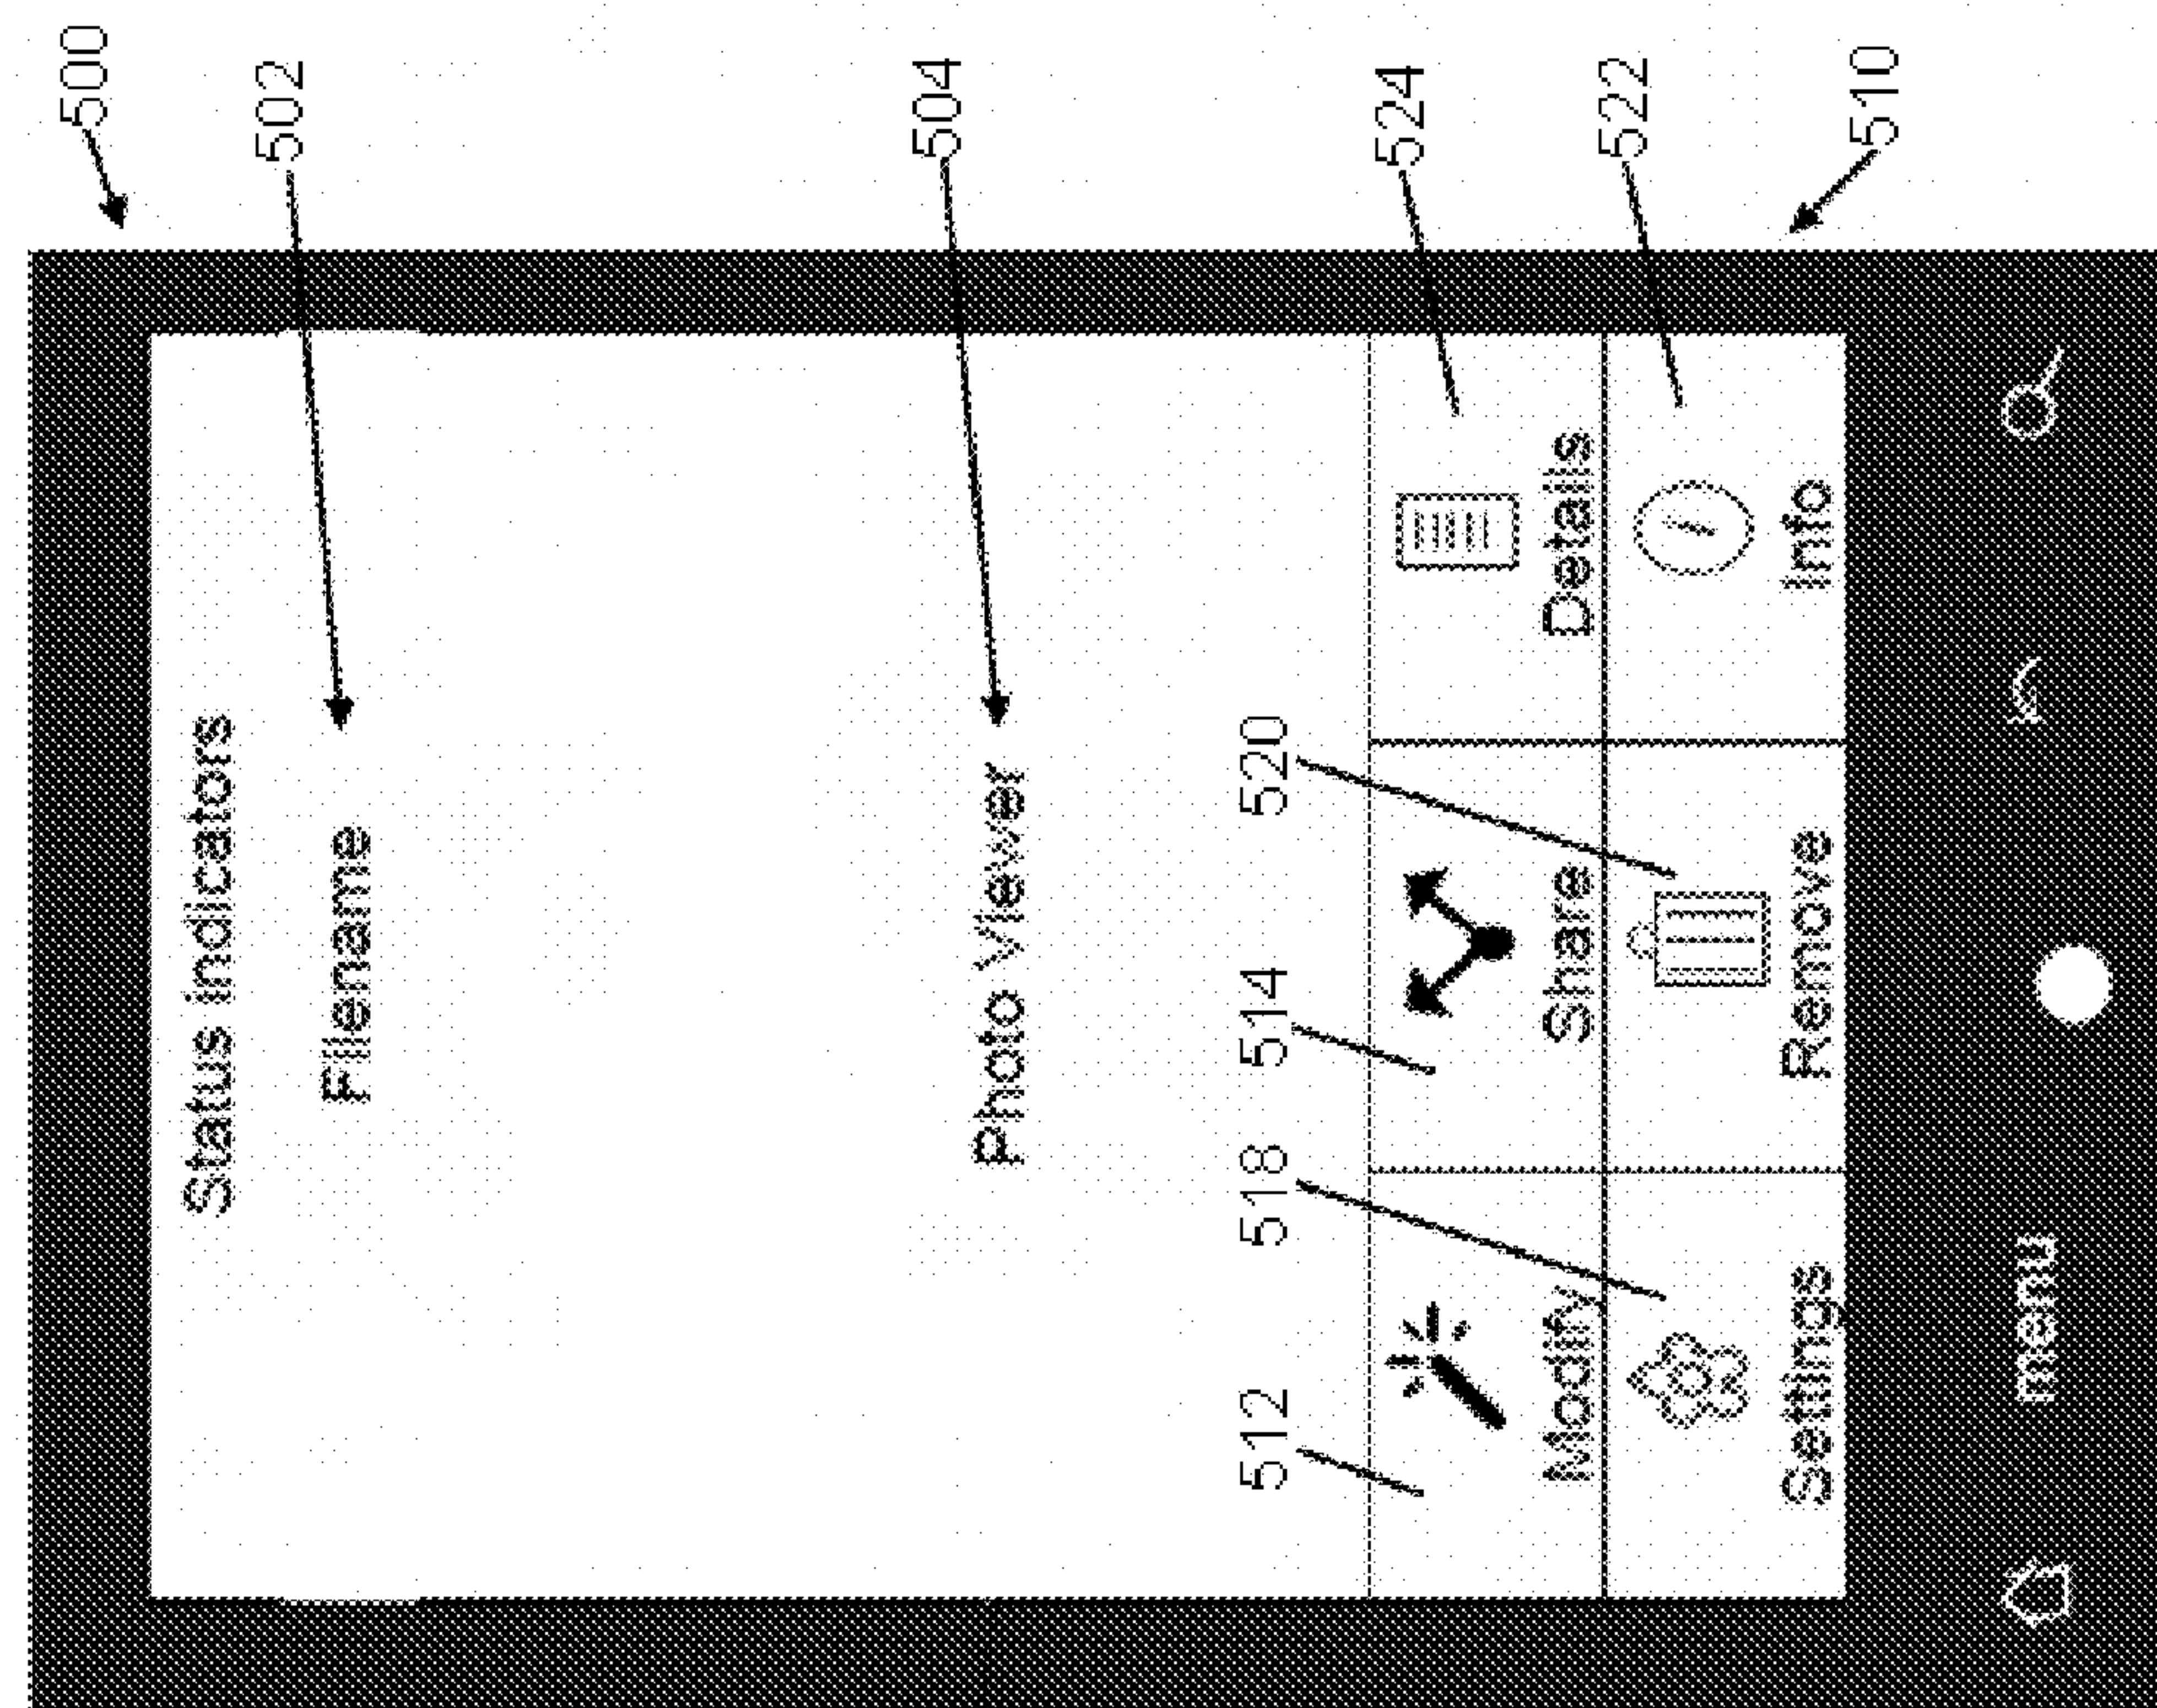 500
Status indicators
502
Filename
504
Photo Viewer
512
518
514
520
524
Modify
Share
Details
522
Settings
Remove
Info
510
menu